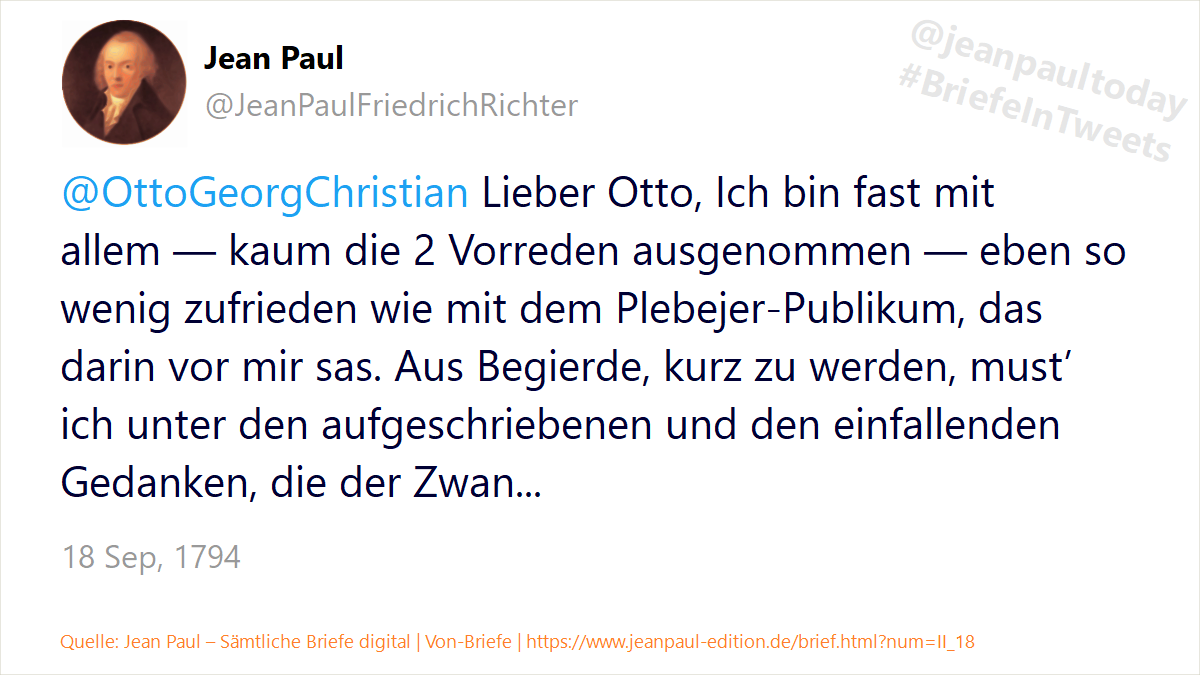 Jean Paul
@JeanPaulFriedrichRichter
@jeanpaultoday
#BriefeInTweets
@OttoGeorgChristian Lieber Otto, Ich bin fast mit
allem — kaum die 2 Vorreden ausgenommen — eben so
wenig zufrieden wie mit dem Plebejer-Publikum, das
darin vor mir sas. Aus Begierde, kurz zu werden, must’
ich unter den aufgeschriebenen und den einfallenden
Gedanken, die der Zwan...
18 Sep, 1794
Quelle: Jean Paul – Sämtliche Briefe digital | Von-Briefe | https://www.jeanpaul-edition.de/brief.html?num=II_18